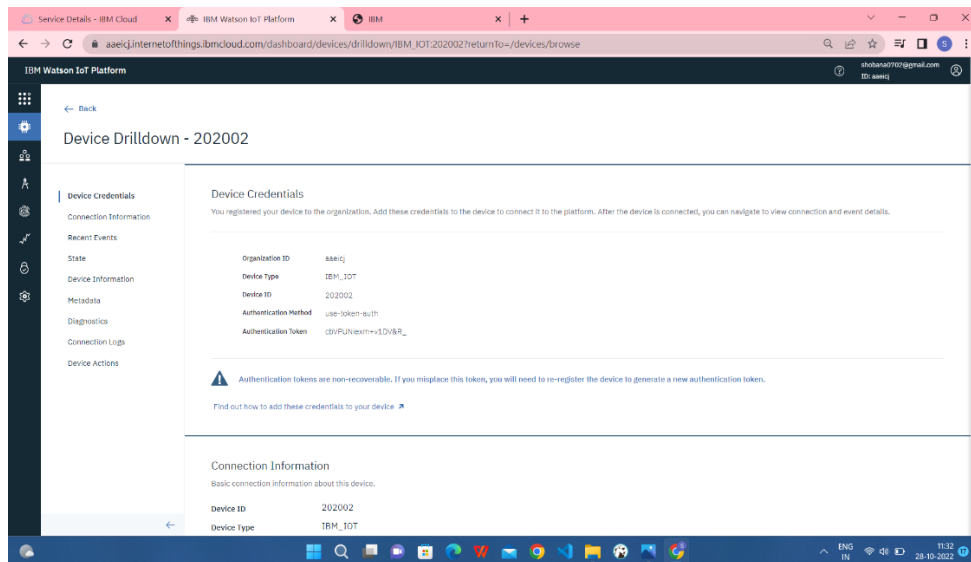 Service Details - IBM Cloud
IBM Watson IoT Platform
IBM
aaeicj.internetofthings.ibmcloud.com/dashboard/devices/drilldown/IBM_IOT:202002?returnTo=/devices/browse
S
IBM Watson IoT Platform
shobana0702@gmail.com
ID: aaeicj
Back
Device Drilldown - 202002
Device Credentials
Connection Information
Recent Events
State
Device Information
Metadata
Diagnostics
Connection Logs
Device Actions
Device Credentials
You registered your device to the organization. Add these credentials to the device to connect it to the platform. After the device is connected, you can navigate to view connection and event details.
Organization ID aaeicj
Device Type IBM_IOT
Device ID 202002
Authentication Method use-token-auth
Authentication Token cbVPUNiexm+v1DV&R_
Authentication tokens are non-recoverable. If you misplace this token, you will need to re-register the device to generate a new authentication token.
Find out how to add these credentials to your device
Connection Information
Basic connection information about this device.
Device ID 202002
Device Type IBM_IOT
ENG
IN
11:32
28-10-2022
17